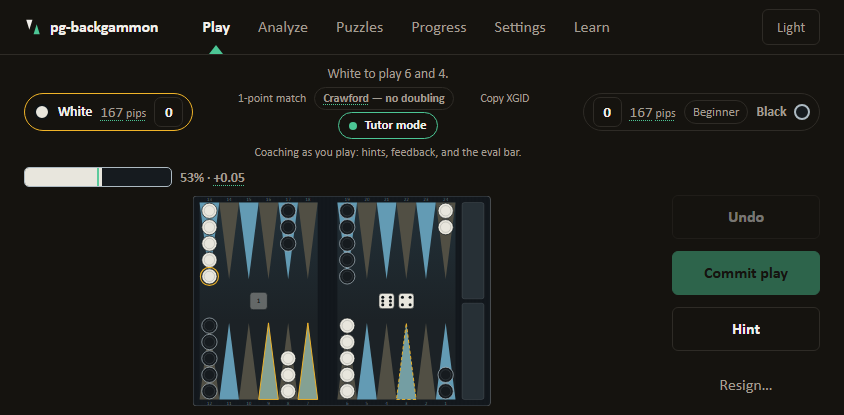 pg-backgammon Play Analyze Puzzles Progress Settings Learn Light
White to play 6 and 4.
White 167 pips 0
1-point match Crawford — no doubling Copy XGID
0 167 pips Beginner Black
Tutor mode
Coaching as you play: hints, feedback, and the eval bar.
53% · +0.05
Undo
Commit play
1
Hint
Resign...